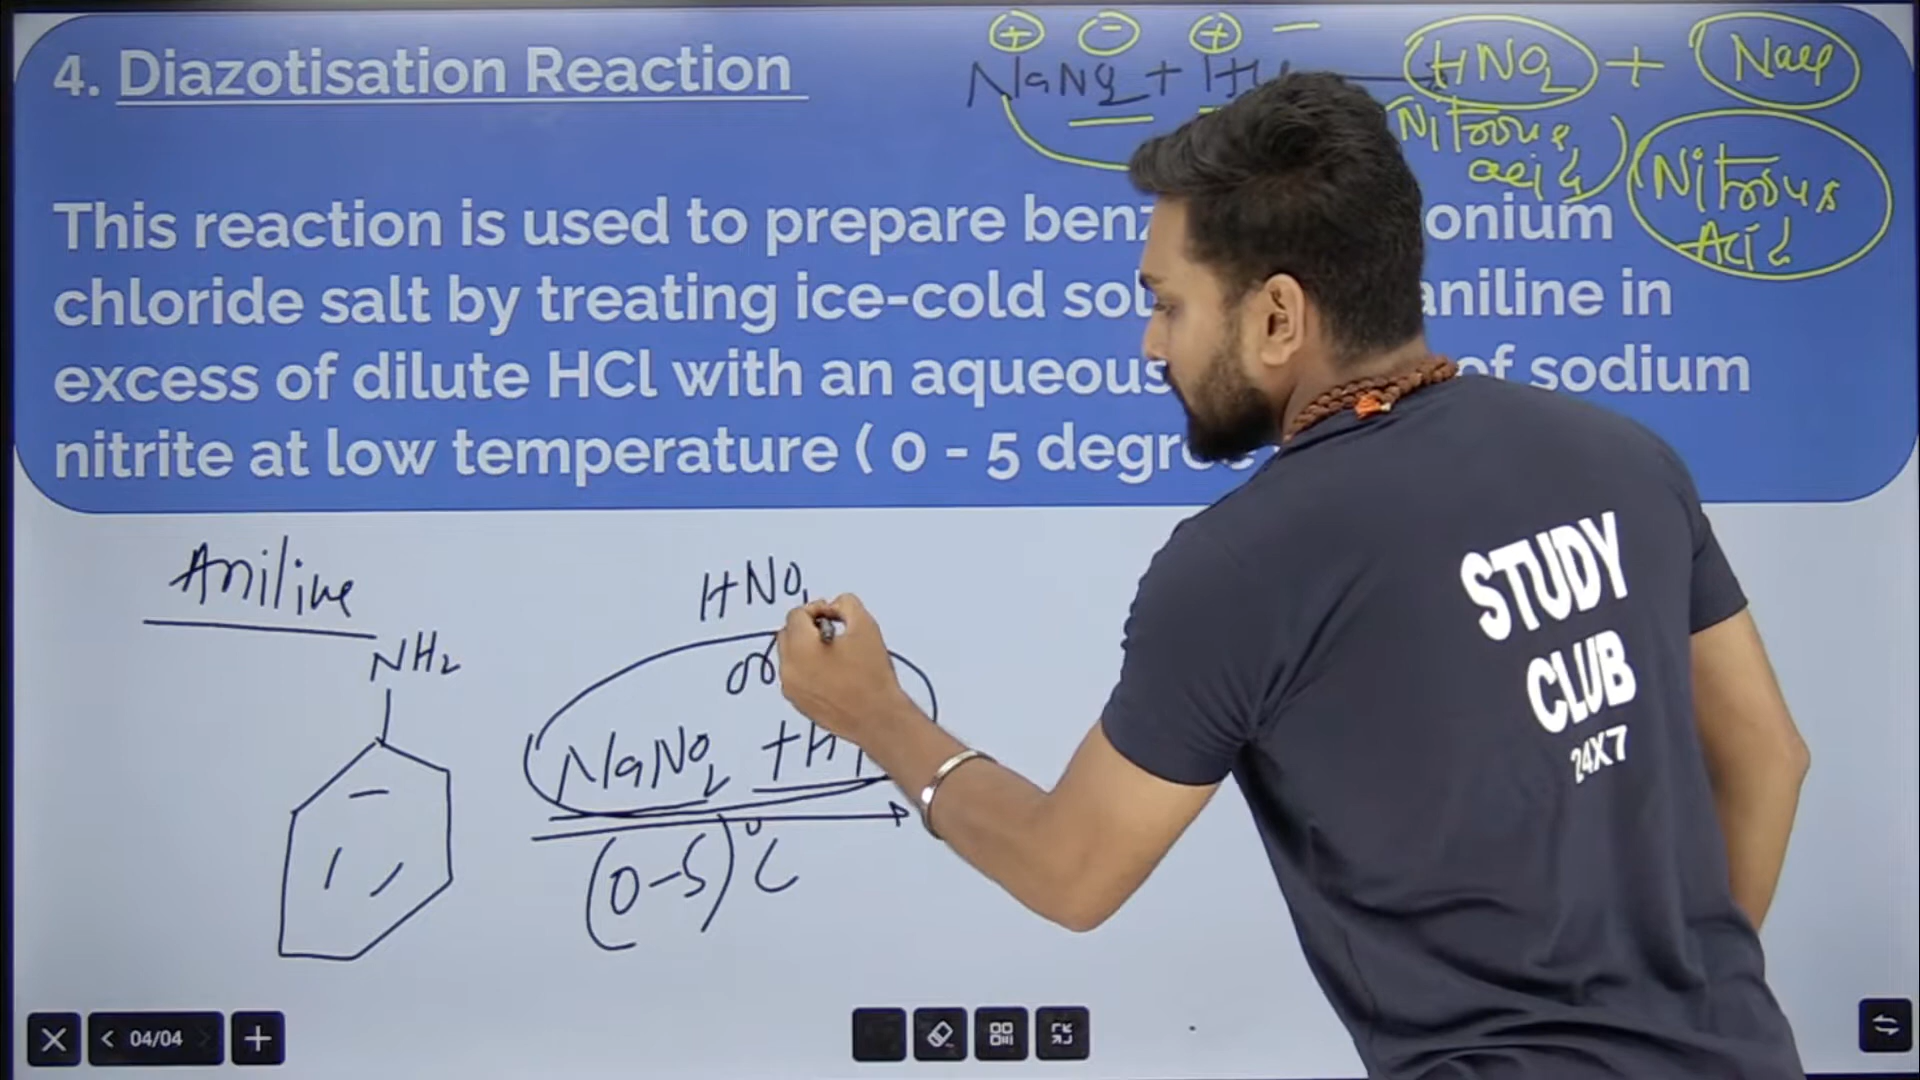 4. Diazotisation Reaction
NaNO2 + H
HNO2 + NaCl
(Nitrous acid)
Nitrous
Acid
This reaction is used to prepare benz onium
chloride salt by treating ice-cold sol aniline in
excess of dilute HCl with an aqueous of sodium
nitrite at low temperature ( 0 - 5 degree
Aniline
NH2
HNO
or
NaNO2 + H
(0-5)°C
STUDY
CLUB
24X7
04/04